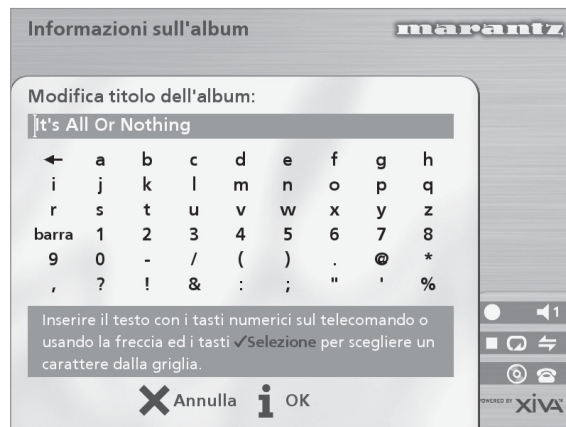 Informazioni sull'album
marantz
Modifica titolo dell'album:
It's All Or Nothing
← a b c d e f g h
i j k l m n o p q
r s t u v w x y z
barra 1 2 3 4 5 6 7 8
9 0 - / ( ) . @ *
, ? ! & : ; " ' %
Inserire il testo con i tasti numerici sul telecomando o
usando la freccia ed i tasti ✓Selezione per scegliere un
carattere dalla griglia.
Annulla i OK
1
POWERED BY XiVA™